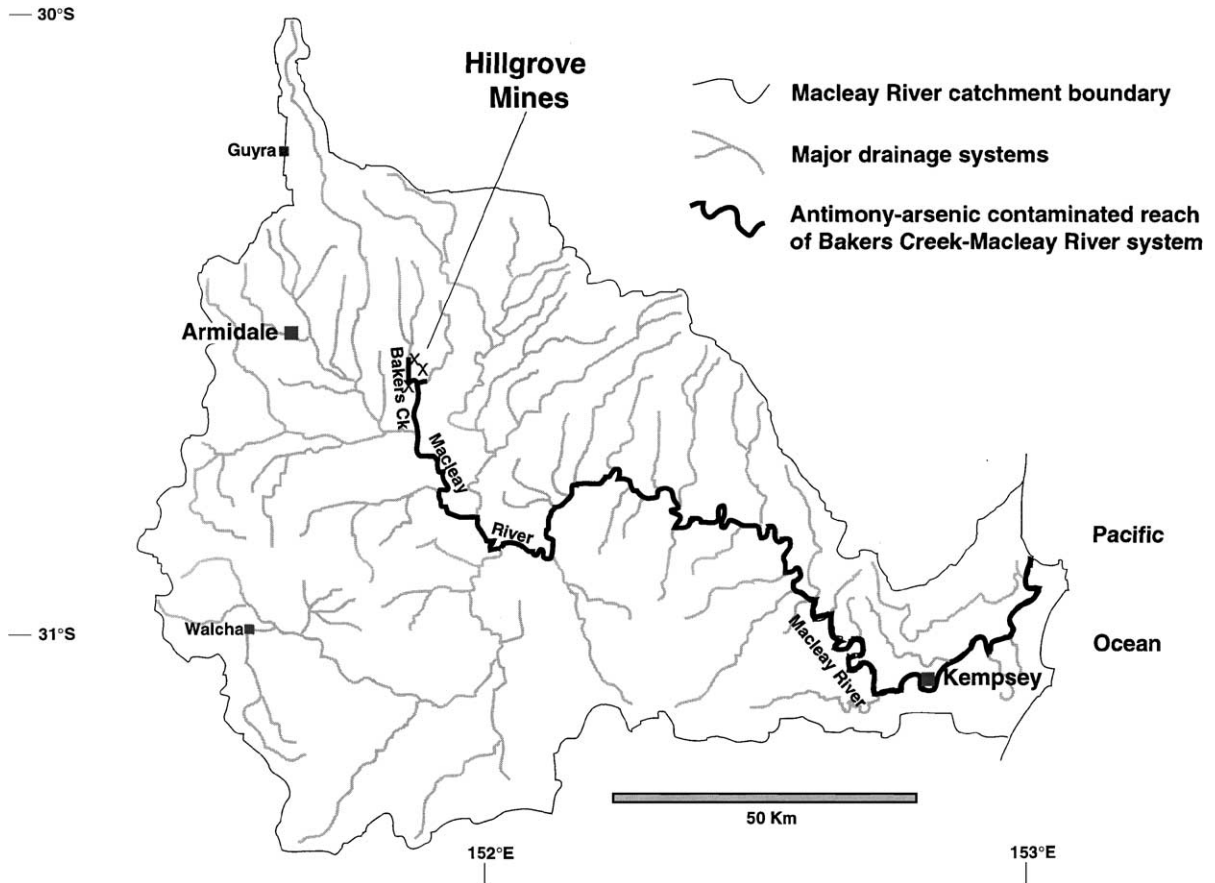 30°S
Hillgrove
Mines
Macleay River catchment boundary
Guyra
Major drainage systems
Antimony-arsenic contaminated reach
of Bakers Creek-Macleay River system
Armidale
Bakers Ck
Macleay
River
Pacific
Ocean
31°S
Walcha
Macleay River
Kempsey
50 Km
152°E
153°E